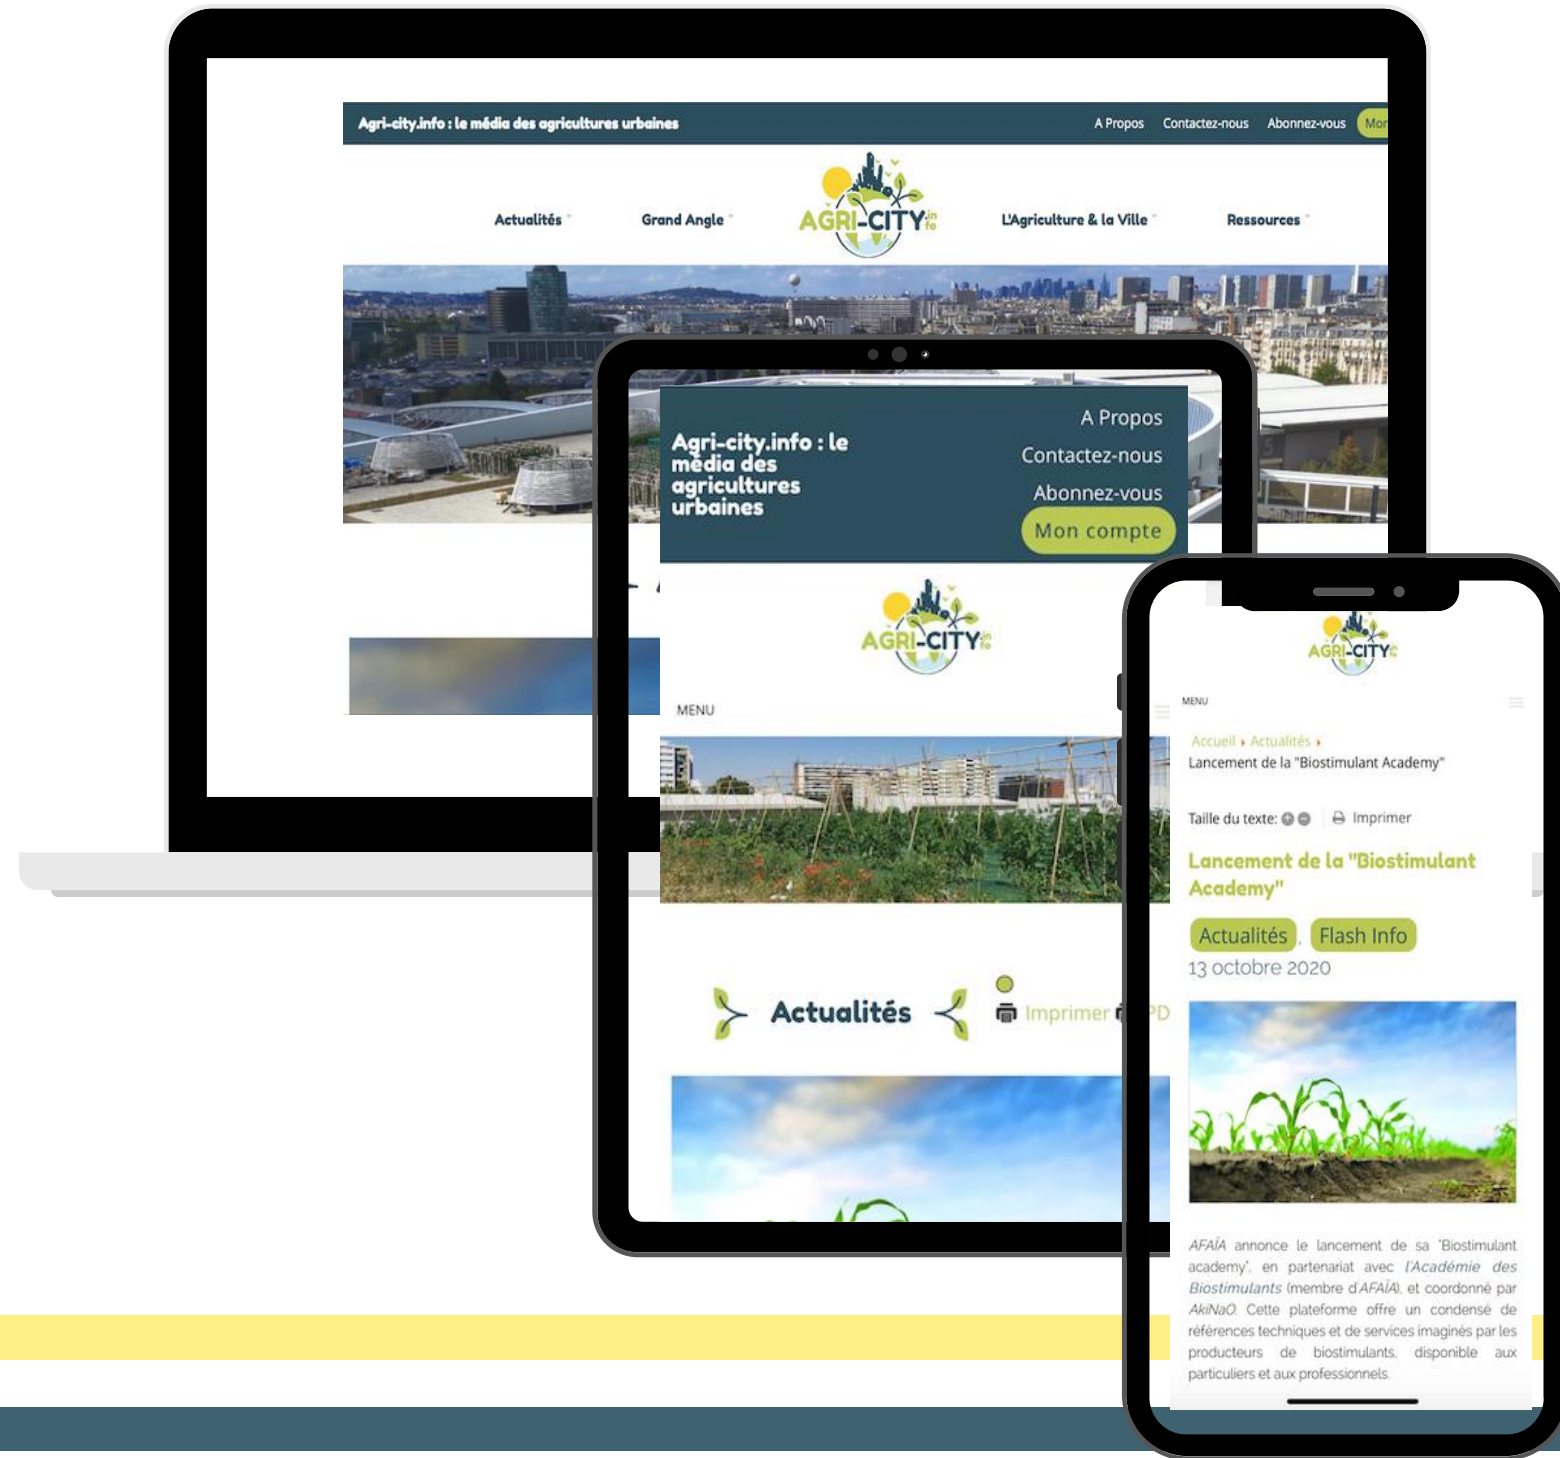 Agri-city.info : le média des agricultures urbaines
A Propos
Contactez-nous
Abonnez-vous
Mon
Actualités
Grand Angle
AGRI-CITY.info
L'Agriculture & la Ville
Ressources
Agri-city.info : le
média des
agricultures
urbaines
A Propos
Contactez-nous
Abonnez-vous
Mon compte
AGRI-CITY.info
MENU
Actualités
Imprimer
PD
AGRI-CITY.info
MENU
Accueil Actualités
Lancement de la "Biostimulant Academy"
Taille du texte: Imprimer
Lancement de la "Biostimulant
Academy"
Actualités, Flash Info
13 octobre 2020
AFAÏA annonce le lancement de sa "Biostimulant
academy", en partenariat avec l'Académie des
Biostimulants (membre d'AFAÏA), et coordonné par
AkiNaO. Cette plateforme offre un condensé de
références techniques et de services imaginés par les
producteurs de biostimulants, disponible aux
particuliers et aux professionnels.